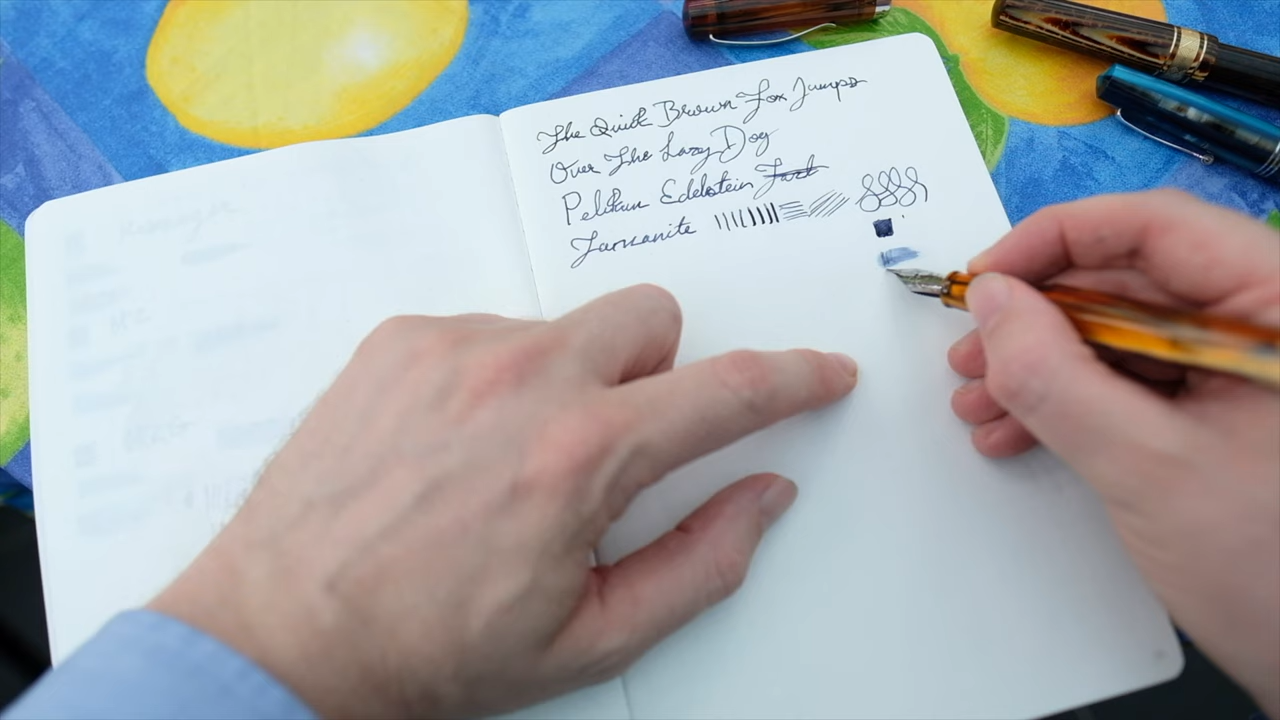 The Quick Brown Fox Jumps
Over The Lazy Dog
Pelikan Edelstein
Tanzanite